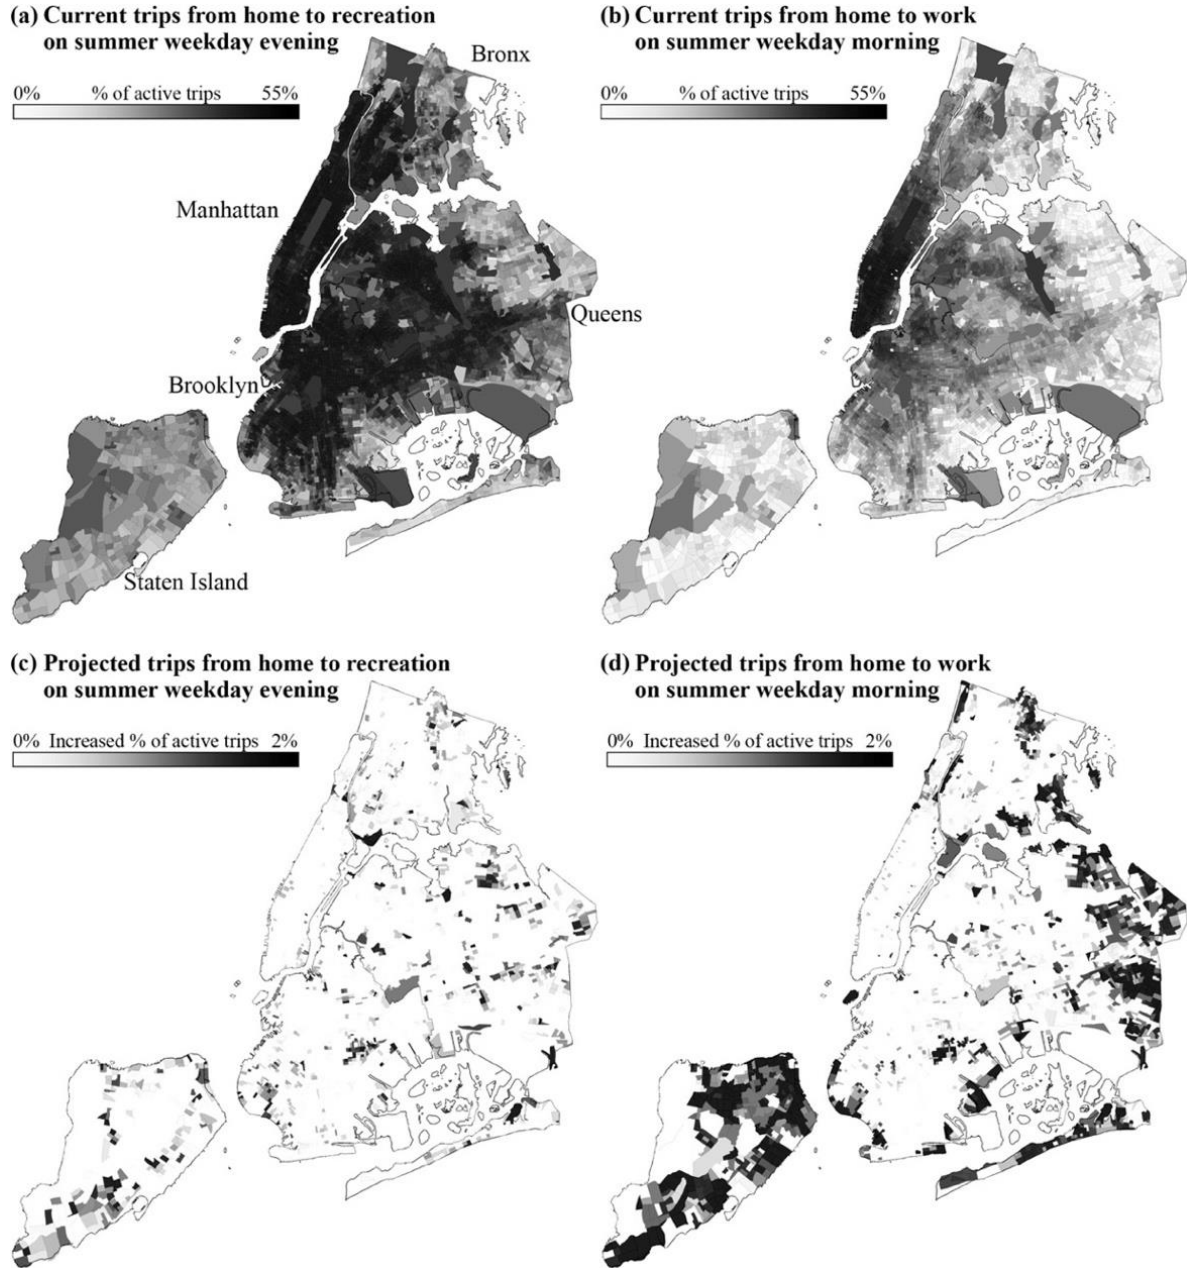 (a) Current trips from home to recreation
on summer weekday evening
0% % of active trips 55%
Bronx
Manhattan
Queens
Brooklyn
Staten Island
(b) Current trips from home to work
on summer weekday morning
0% % of active trips 55%
(c) Projected trips from home to recreation
on summer weekday evening
0% Increased % of active trips 2%
(d) Projected trips from home to work
on summer weekday morning
0% Increased % of active trips 2%